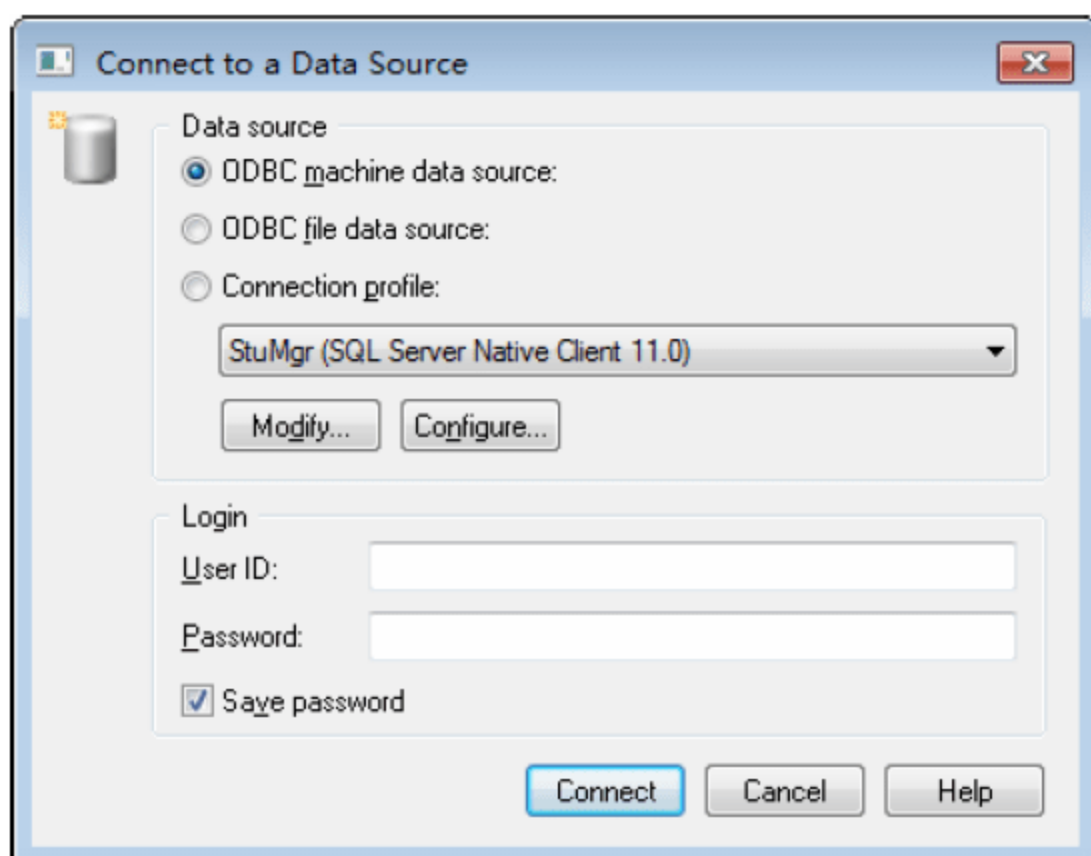 Connect to a Data Source
Data source
ODBC machine data source:
ODBC file data source:
Connection profile:
StuMgr (SQL Server Native Client 11.0)
Modify... Configure...
Login
User ID:
Password:
Save password
Connect Cancel Help